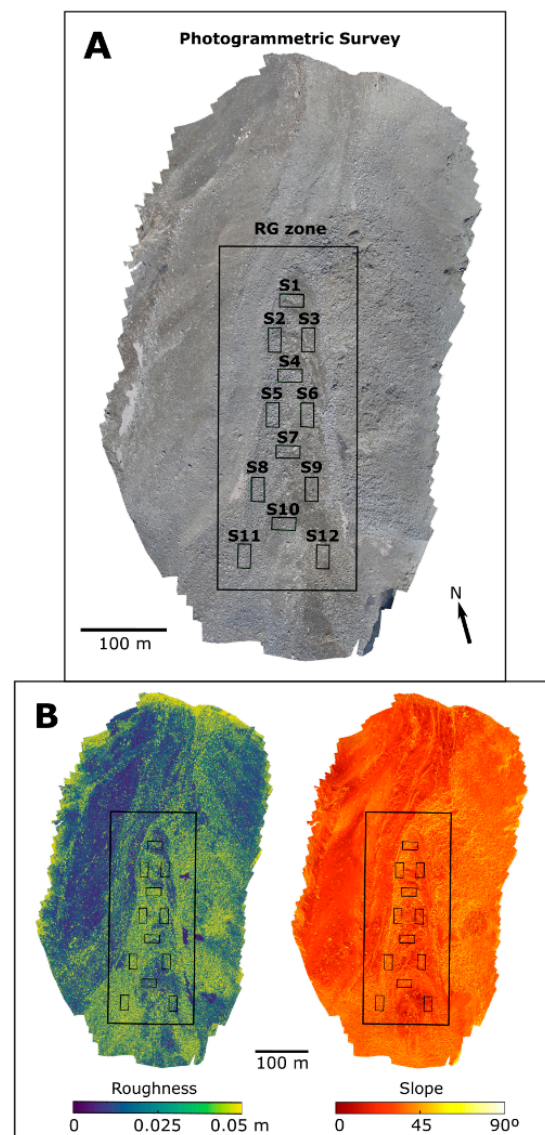 A
Photogrammetric Survey
RG zone
S1
S2 S3
S4
S5 S6
S7
S8 S9
S10
S11 S12
N
100 m
B
100 m
Roughness Slope
0 0.025 0.05 m 0 45 90º